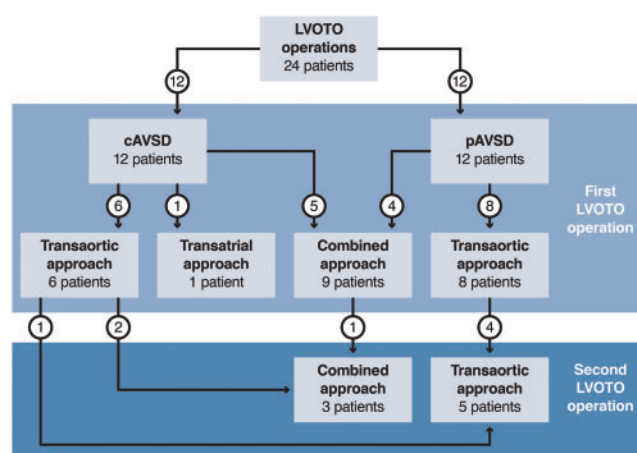 LVOTO
operations
24 patients
12
12
cAVSD
12 patients
pAVSD
12 patients
First
LVOTO
operation
6
1
5
4
8
Transaortic
approach
6 patients
Transatrial
approach
1 patient
Combined
approach
9 patients
Transaortic
approach
8 patients
1
2
1
4
Combined
approach
3 patients
Transaortic
approach
5 patients
Second
LVOTO
operation